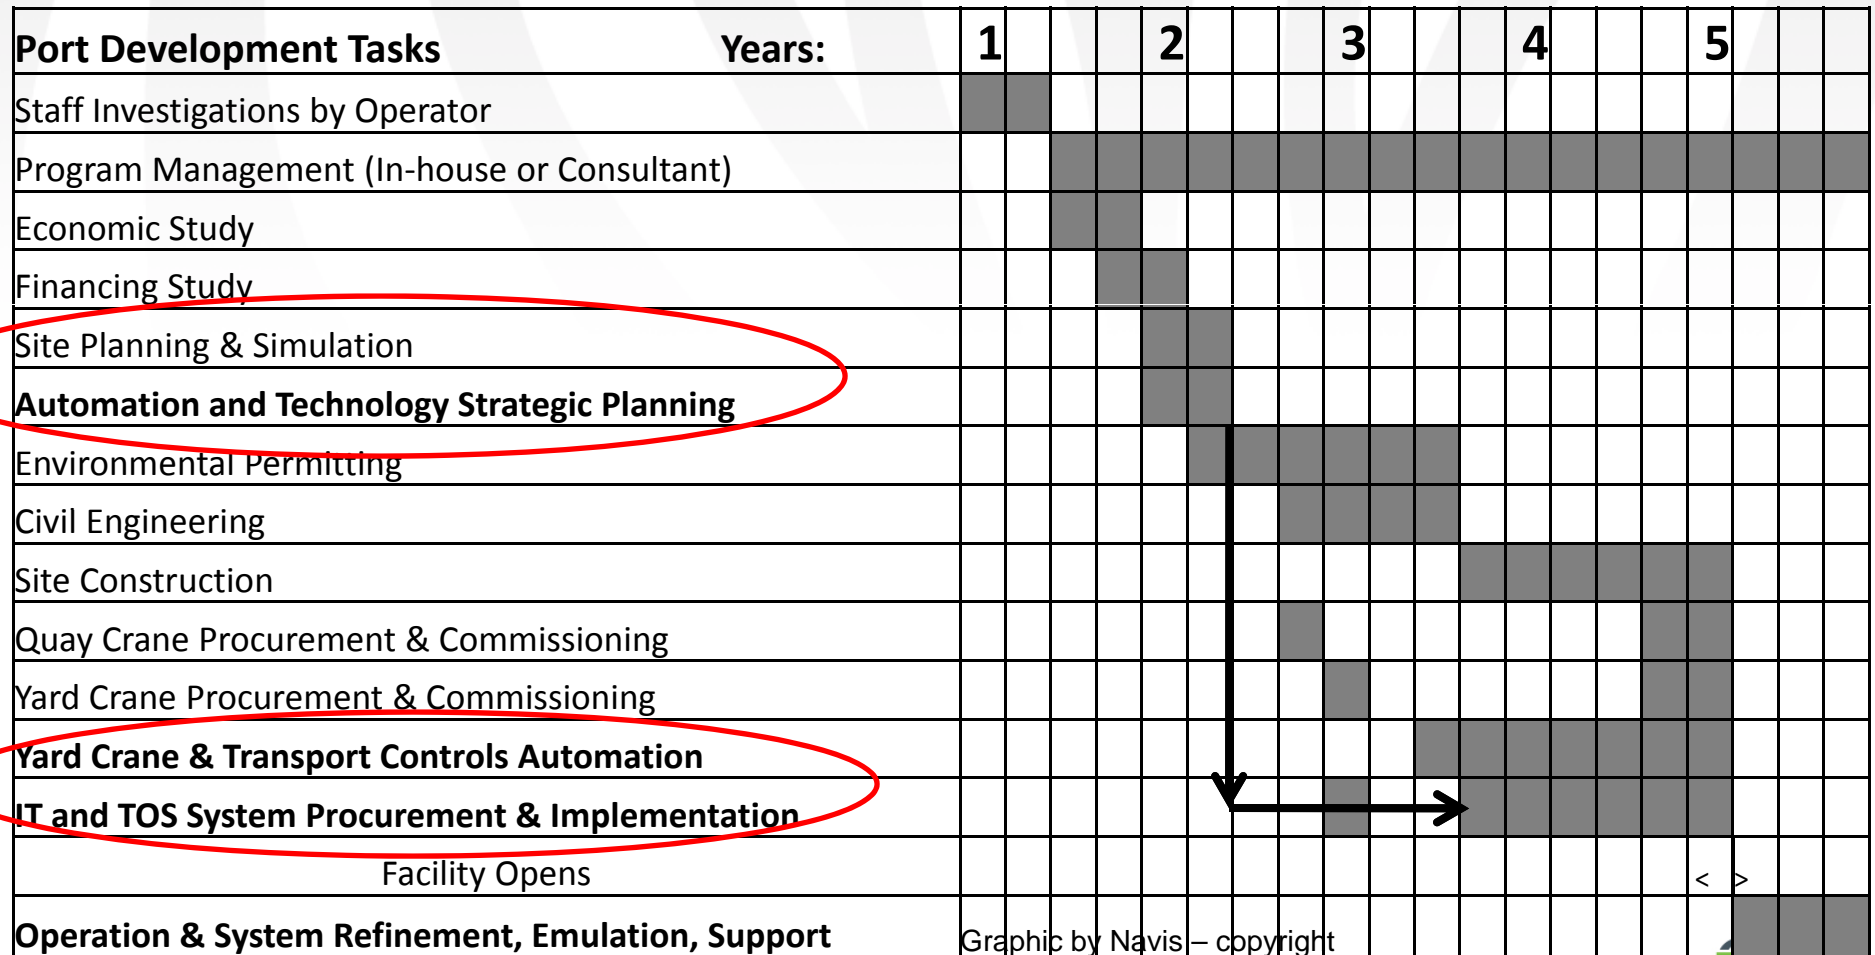 Port Development Tasks Years: 1 2 3 4 5
Staff Investigations by Operator
Program Management (In-house or Consultant)
Economic Study
Financing Study
Site Planning & Simulation
Automation and Technology Strategic Planning
Environmental Permitting
Civil Engineering
Site Construction
Quay Crane Procurement & Commissioning
Yard Crane Procurement & Commissioning
Yard Crane & Transport Controls Automation
IT and TOS System Procurement & Implementation
Facility Opens < >
Operation & System Refinement, Emulation, Support Graphic by Navis – copyright